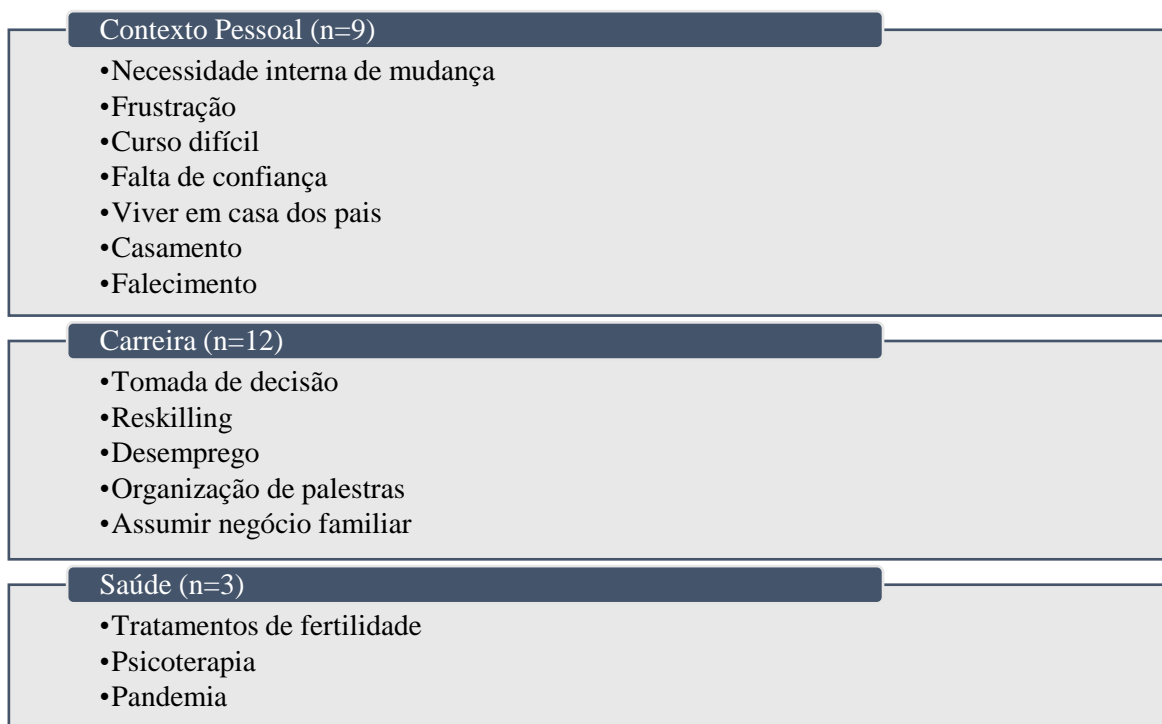 Contexto Pessoal (n=9)
•Necessidade interna de mudança
•Frustração
•Curso difícil
•Falta de confiança
•Viver em casa dos pais
•Casamento
•Falecimento
Carreira (n=12)
•Tomada de decisão
•Reskilling
•Desemprego
•Organização de palestras
•Assumir negócio familiar
Saúde (n=3)
•Tratamentos de fertilidade
•Psicoterapia
•Pandemia